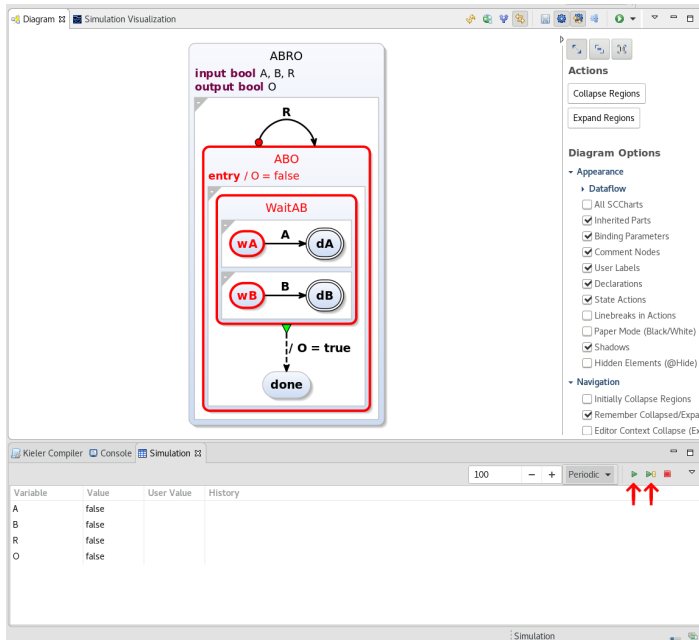 Diagram
Simulation Visualization
ABRO
input bool A, B, R
output bool O
R
ABO
entry / O = false
WaitAB
wA
A
dA
wB
B
dB
/ O = true
done
Actions
Collapse Regions
Expand Regions
Diagram Options
Appearance
Dataflow
All SCCharts
Inherited Parts
Binding Parameters
Comment Nodes
User Labels
Declarations
State Actions
Linebreaks in Actions
Paper Mode (Black/White)
Shadows
Hidden Elements (@Hide)
Navigation
Initially Collapse Regions
Remember Collapsed/Expa
Editor Context Collapse (Ex
Kieler Compiler
Console
Simulation
100
Periodic
Variable Value User Value History
A false
B false
R false
O false
Simulation